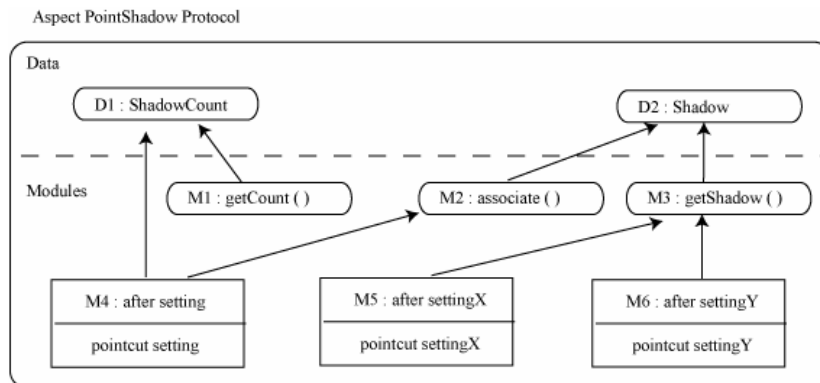 Aspect PointShadow Protocol
Data
D1 : ShadowCount
D2 : Shadow
Modules
M1 : getCount ( )
M2 : associate ( )
M3 : getShadow ( )
M4 : after setting
pointcut setting
M5 : after settingX
pointcut settingX
M6 : after settingY
pointcut settingY